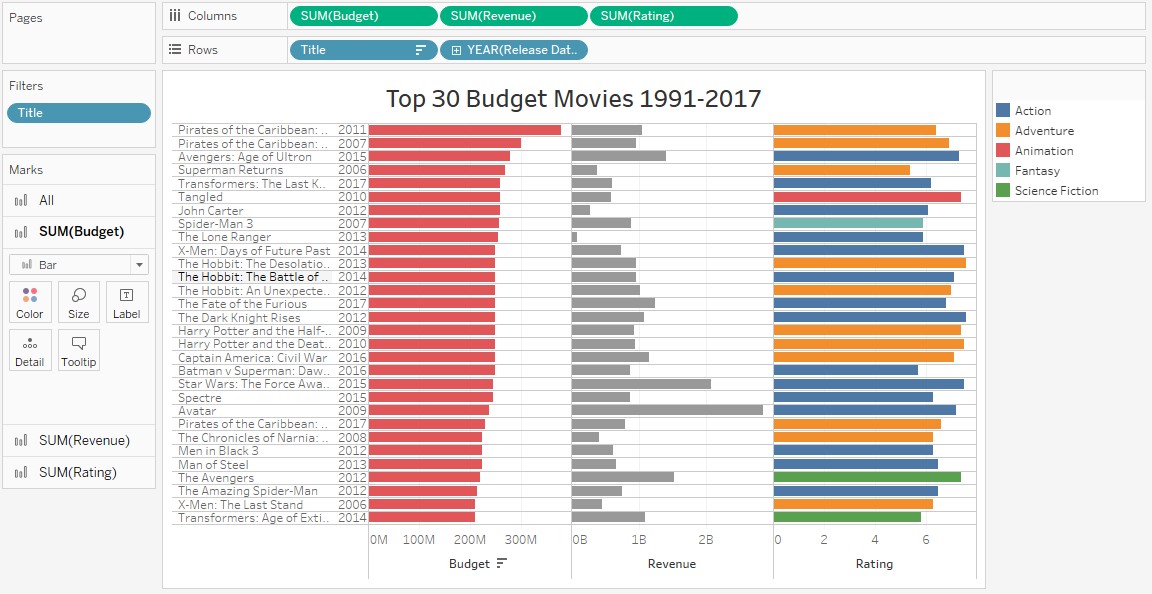 Pages
Columns SUM(Budget) SUM(Revenue) SUM(Rating)
Rows Title YEAR(Release Dat..
Filters
Title
Marks
All
SUM(Budget)
Bar
Color Size Label
Detail Tooltip
SUM(Revenue)
SUM(Rating)
Top 30 Budget Movies 1991-2017
Pirates of the Caribbean: .. 2011
Pirates of the Caribbean: .. 2007
Avengers: Age of Ultron 2015
Superman Returns 2006
Transformers: The Last K.. 2017
Tangled 2010
John Carter 2012
Spider-Man 3 2007
The Lone Ranger 2013
X-Men: Days of Future Past 2014
The Hobbit: The Desolatio.. 2013
The Hobbit: The Battle of .. 2014
The Hobbit: An Unexpecte.. 2012
The Fate of the Furious 2017
The Dark Knight Rises 2012
Harry Potter and the Half-.. 2009
Harry Potter and the Deat.. 2010
Captain America: Civil War 2016
Batman v Superman: Daw.. 2016
Star Wars: The Force Awa.. 2015
Spectre 2015
Avatar 2009
Pirates of the Caribbean: .. 2017
The Chronicles of Narnia: .. 2008
Men in Black 3 2012
Man of Steel 2013
The Avengers 2012
The Amazing Spider-Man 2012
X-Men: The Last Stand 2006
Transformers: Age of Exti.. 2014
0M 100M 200M 300M 0B 1B 2B 0 2 4 6
Budget Revenue Rating
Action
Adventure
Animation
Fantasy
Science Fiction